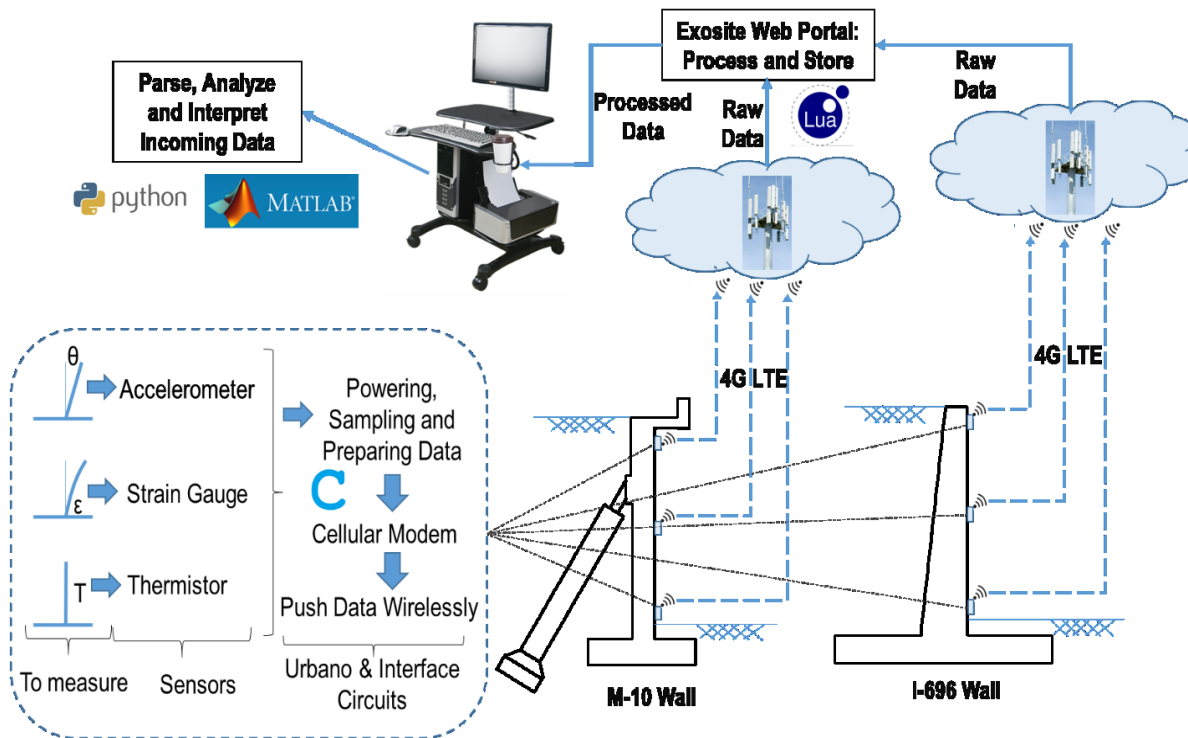 Exosite Web Portal:
Process and Store
Parse, Analyze
and Interpret
Incoming Data
python
MATLAB®
Processed
Data
Raw
Data
Lua
Raw
Data
4G LTE
4G LTE
θ
Accelerometer
ε
Strain Gauge
T
Thermistor
To measure
Sensors
Powering,
Sampling and
Preparing Data
C
Cellular Modem
Push Data Wirelessly
Urbano & Interface
Circuits
M-10 Wall
I-696 Wall